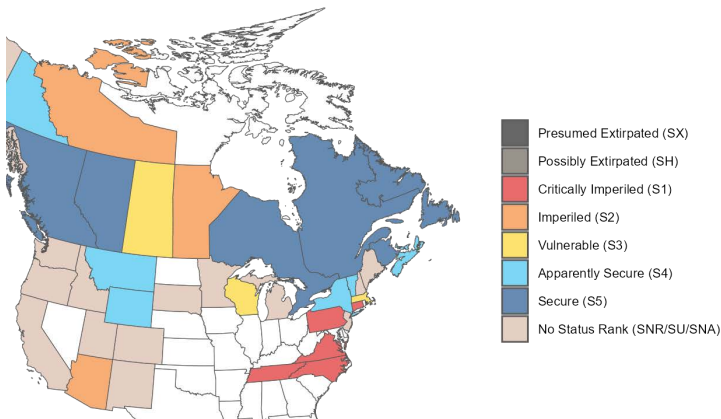 Presumed Extirpated (SX)
Possibly Extirpated (SH)
Critically Imperiled (S1)
Imperiled (S2)
Vulnerable (S3)
Apparently Secure (S4)
Secure (S5)
No Status Rank (SNR/SU/SNA)